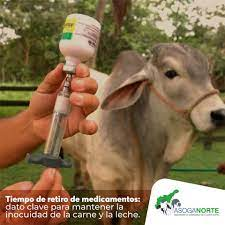 Tiempo de retiro de medicamentos:
dato clave para mantener la
inocuidad de la carne y la leche.
ASOGANORTE